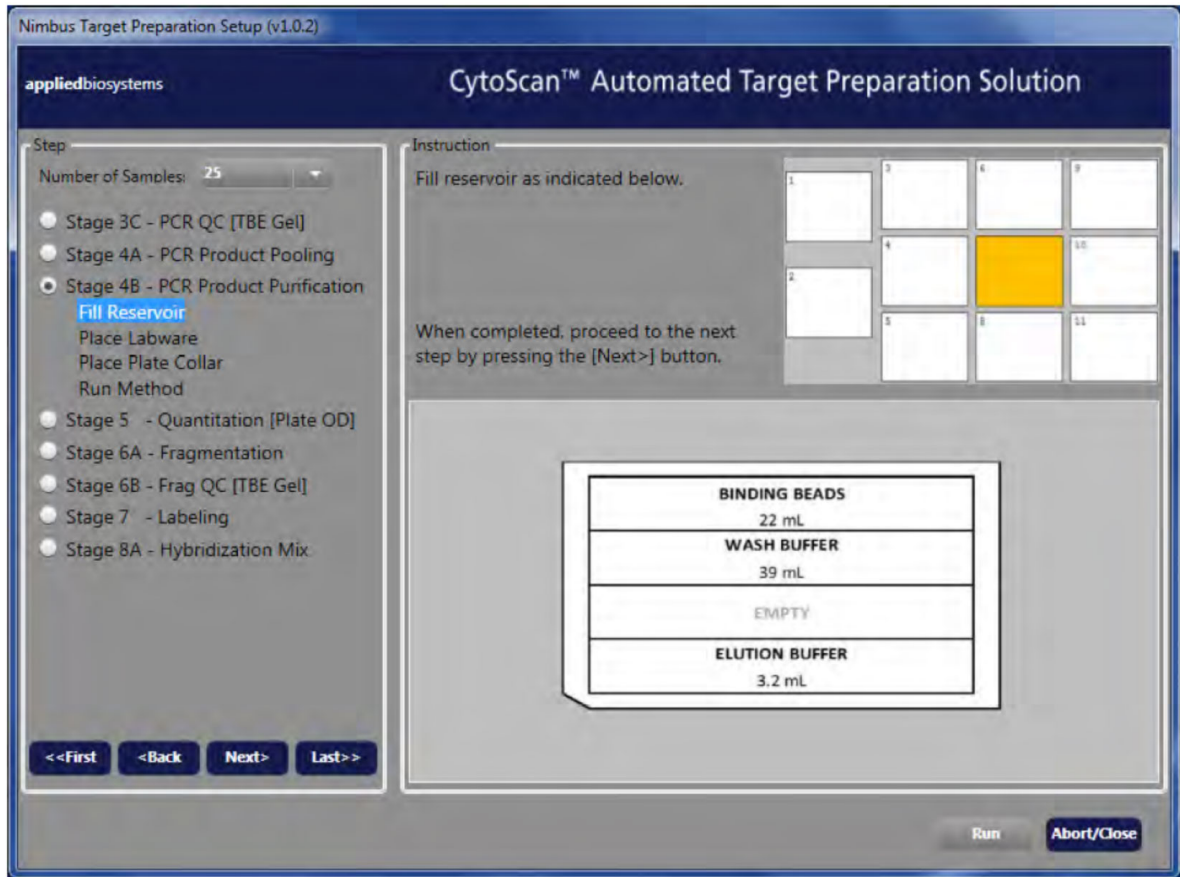 Nimbus Target Preparation Setup (v1.0.2)
appliedbiosystems
CytoScan™ Automated Target Preparation Solution
Step
Number of Samples: 25
Stage 3C - PCR QC [TBE Gel]
Stage 4A - PCR Product Pooling
Stage 4B - PCR Product Purification
Fill Reservoir
Place Labware
Place Plate Collar
Run Method
Stage 5 - Quantitation [Plate OD]
Stage 6A - Fragmentation
Stage 6B - Frag QC [TBE Gel]
Stage 7 - Labeling
Stage 8A - Hybridization Mix
<<First <Back Next> Last>>
Instruction
Fill reservoir as indicated below.
When completed, proceed to the next
step by pressing the [Next>] button.
1 3 6 9
2 4 10
5 8 11
BINDING BEADS
22 mL
WASH BUFFER
39 mL
EMPTY
ELUTION BUFFER
3.2 mL
Run Abort/Close